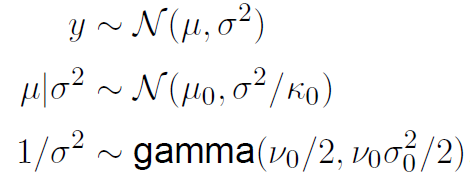 y ∼ 𝒩(μ, σ²)
μ|σ² ∼ 𝒩(μ₀, σ²/κ₀)
1/σ² ∼ gamma(ν₀/2, ν₀σ₀²/2)